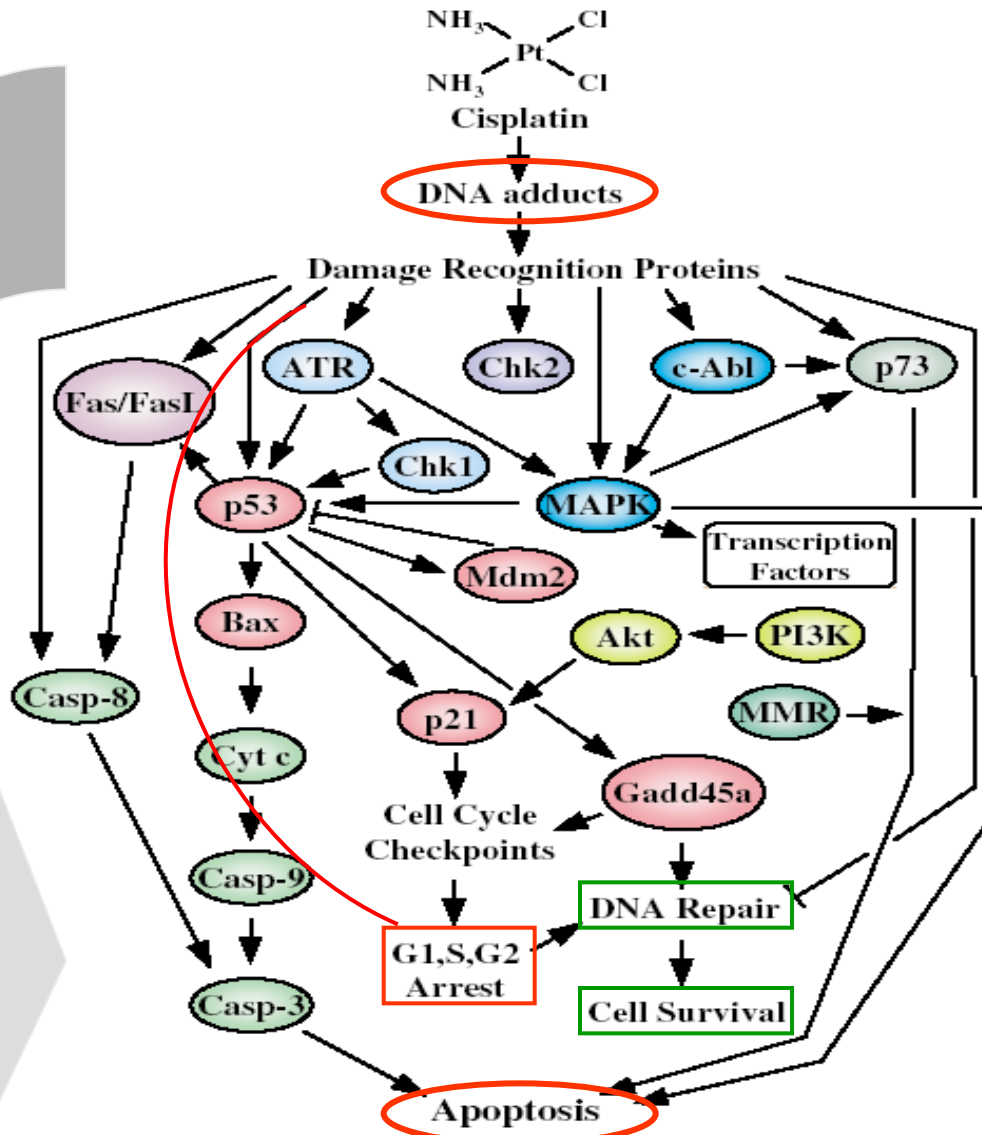 NH3 Cl
Pt
NH3 Cl
Cisplatin
DNA adducts
Damage Recognition Proteins
ATR
Chk2
c-Abl
p73
Fas/FasL
Chk1
p53
MAPK
Transcription
Factors
Mdm2
Bax
Akt
PI3K
Casp-8
p21
MMR
Cyt c
Gadd45a
Cell Cycle
Checkpoints
Casp-9
DNA Repair
G1,S,G2
Arrest
Casp-3
Cell Survival
Apoptosis